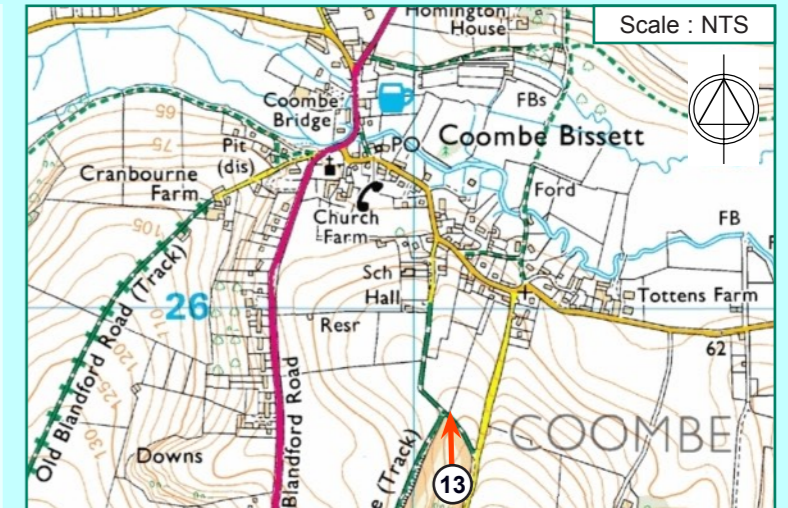 Homington
House
Scale : NTS
65
75
Coombe
Bridge
FBs
Pit
(dis)
PO
Coombe Bissett
Cranbourne
Farm
Ford
105
Church
Farm
FB
Sch
Hall
26
110
120
125
130
Resr
Tottens Farm
62
Old Blandford Road (Track)
Blandford Road
Downs
COOMBE
e (Track)
13